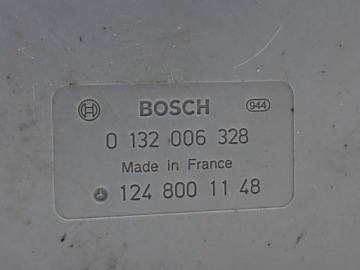 BOSCH 944
0 132 006 328
Made in France
124 800 11 48